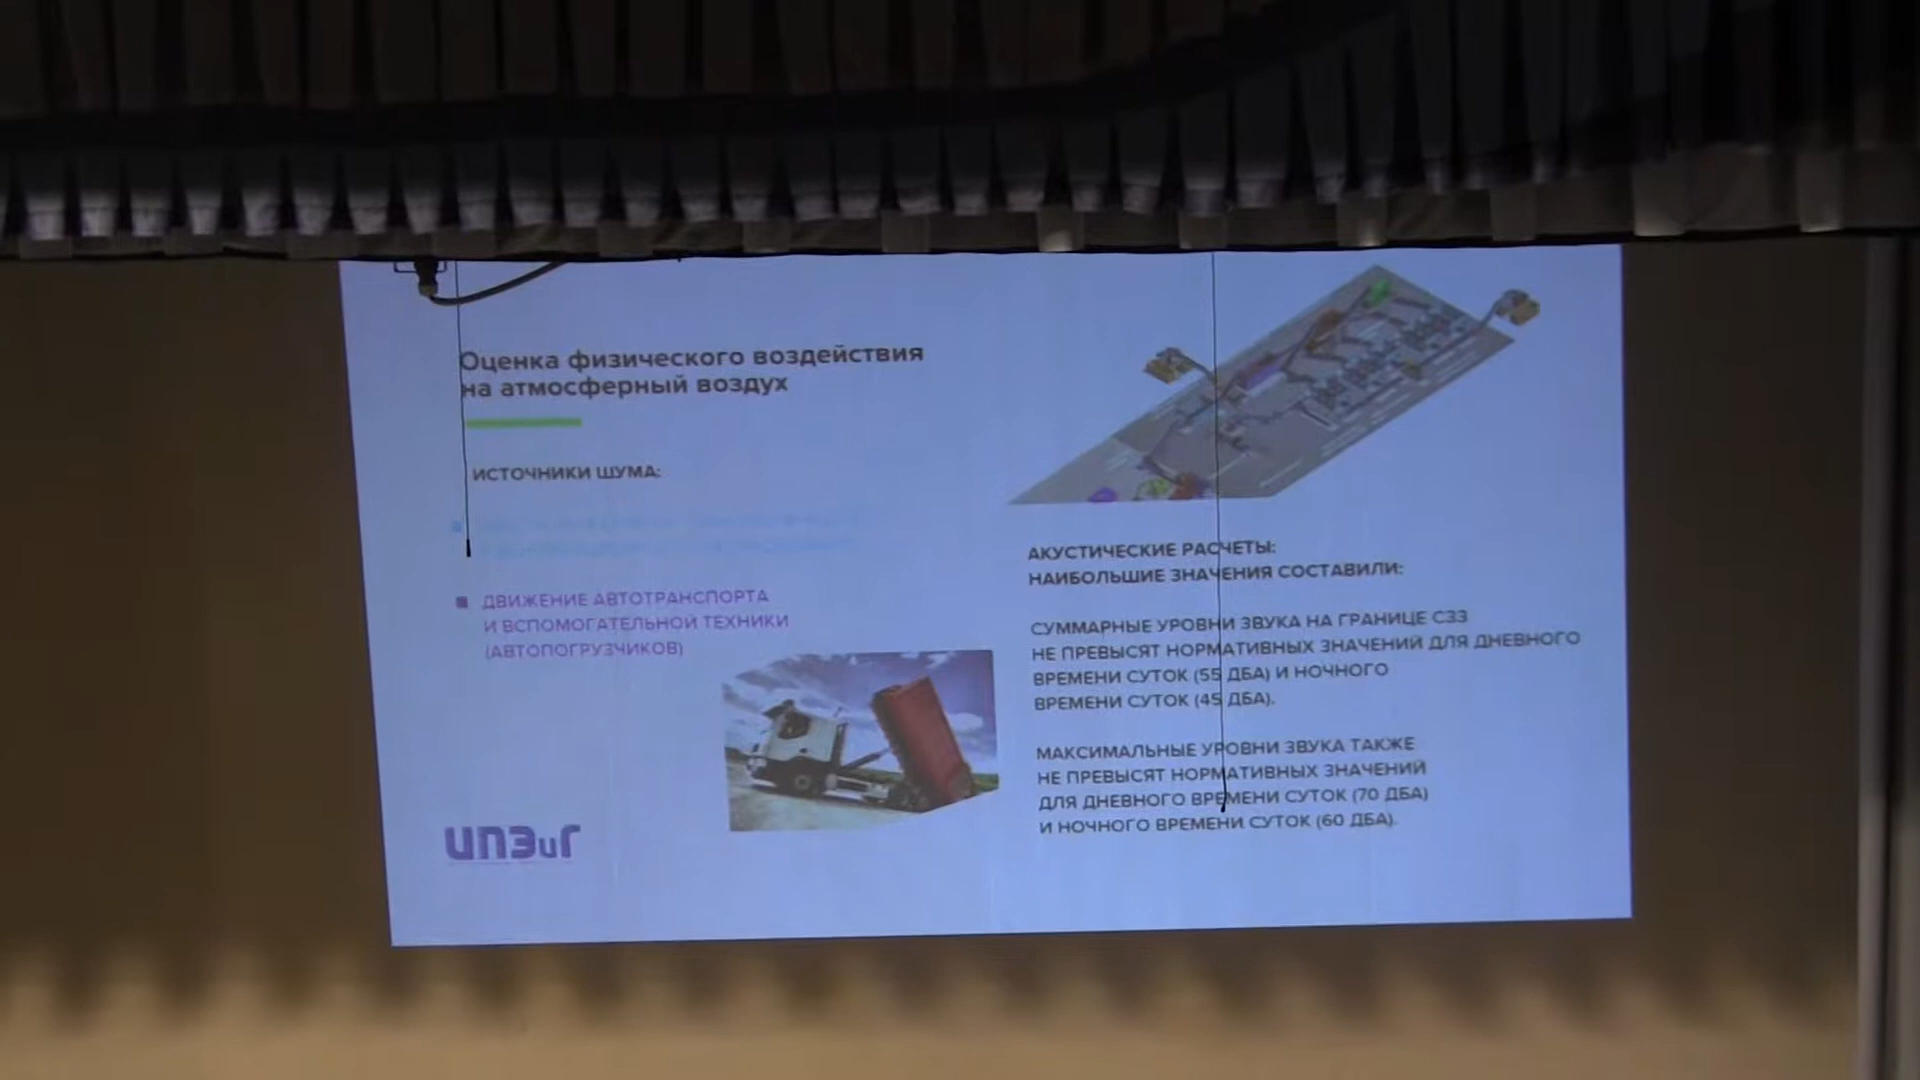 Оценка физического воздействия
на атмосферный воздух
ИСТОЧНИКИ ШУМА:
ДВИЖЕНИЕ АВТОТРАНСПОРТА
И ВСПОМОГАТЕЛЬНОЙ ТЕХНИКИ
(АВТОПОГРУЗЧИКОВ)
ИПЭиГ
АКУСТИЧЕСКИЕ РАСЧЕТЫ:
НАИБОЛЬШИЕ ЗНАЧЕНИЯ СОСТАВИЛИ:
СУММАРНЫЕ УРОВНИ ЗВУКА НА ГРАНИЦЕ СЗЗ
НЕ ПРЕВЫСЯТ НОРМАТИВНЫХ ЗНАЧЕНИЙ ДЛЯ ДНЕВНОГО
ВРЕМЕНИ СУТОК (55 ДБА) И НОЧНОГО
ВРЕМЕНИ СУТОК (45 ДБА).
МАКСИМАЛЬНЫЕ УРОВНИ ЗВУКА ТАКЖЕ
НЕ ПРЕВЫСЯТ НОРМАТИВНЫХ ЗНАЧЕНИЙ
ДЛЯ ДНЕВНОГО ВРЕМЕНИ СУТОК (70 ДБА)
И НОЧНОГО ВРЕМЕНИ СУТОК (60 ДБА).